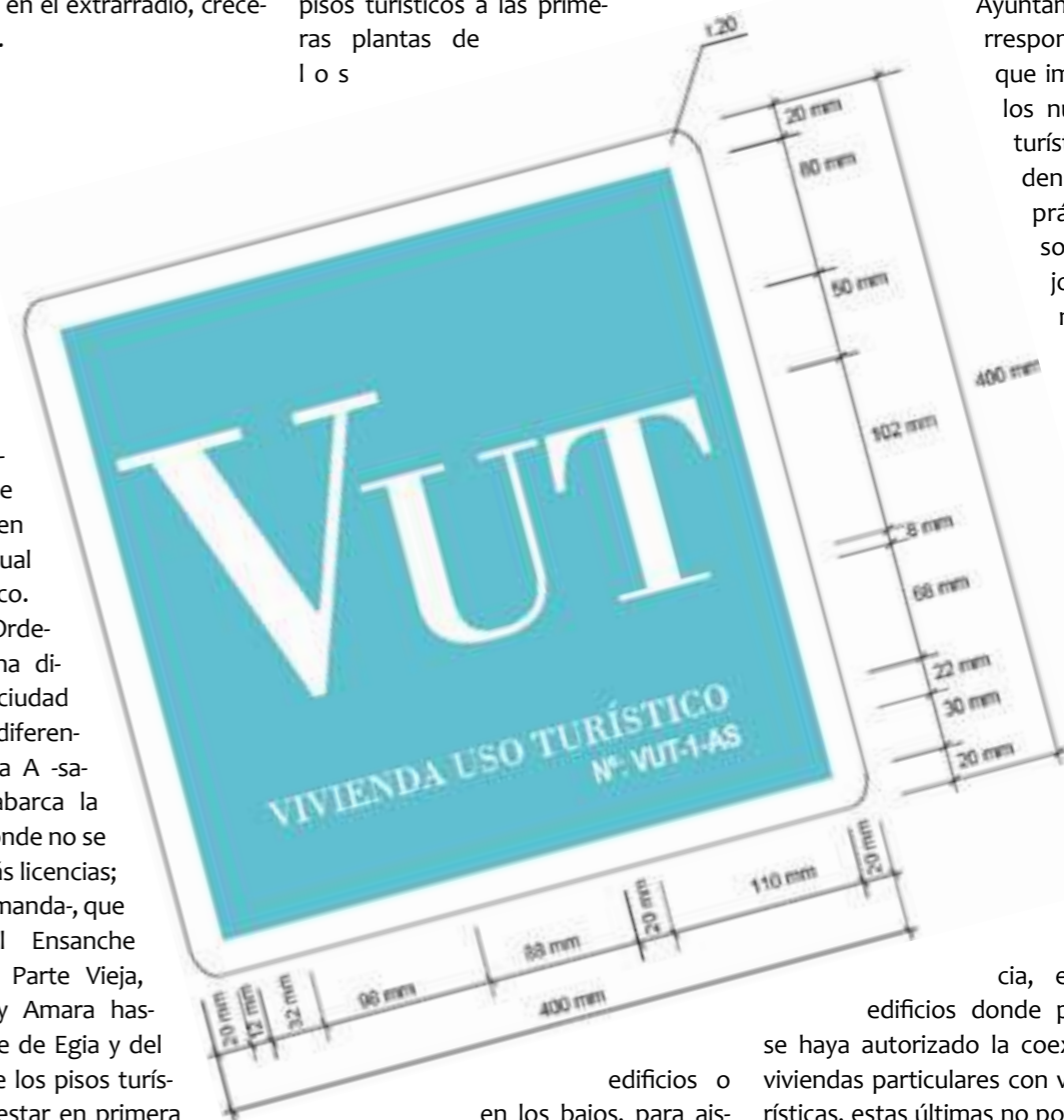 en el extrarradio, crece-
pisos turísticos a las prime-
ras plantas de
los
en
ual
co.
Orde-
na di-
ciudad
diferen-
a A -sa-
abarca la
onde no se
licencias;
manda-, que
Ensanche
Parte Vieja,
y Amara has-
e de Egia y del
e los pisos turís-
estar en primera
edificios o
en los bajos, para ais-
Ayuntan
rrespon
que im
los nu
turíst
den
prá
so
jo
cia, e
edificios donde p
se haya autorizado la coex
viviendas particulares con v
rísticas, estas últimas no po
r.20
20 mm
80 mm
50 mm
400 mm
102 mm
8 mm
68 mm
22 mm
30 mm
20 mm
VUT
VIVIENDA USO TURÍSTICO
Nº: VUT-1-AS
20 mm
12 mm
32 mm
98 mm
88 mm
20 mm
110 mm
20 mm
400 mm